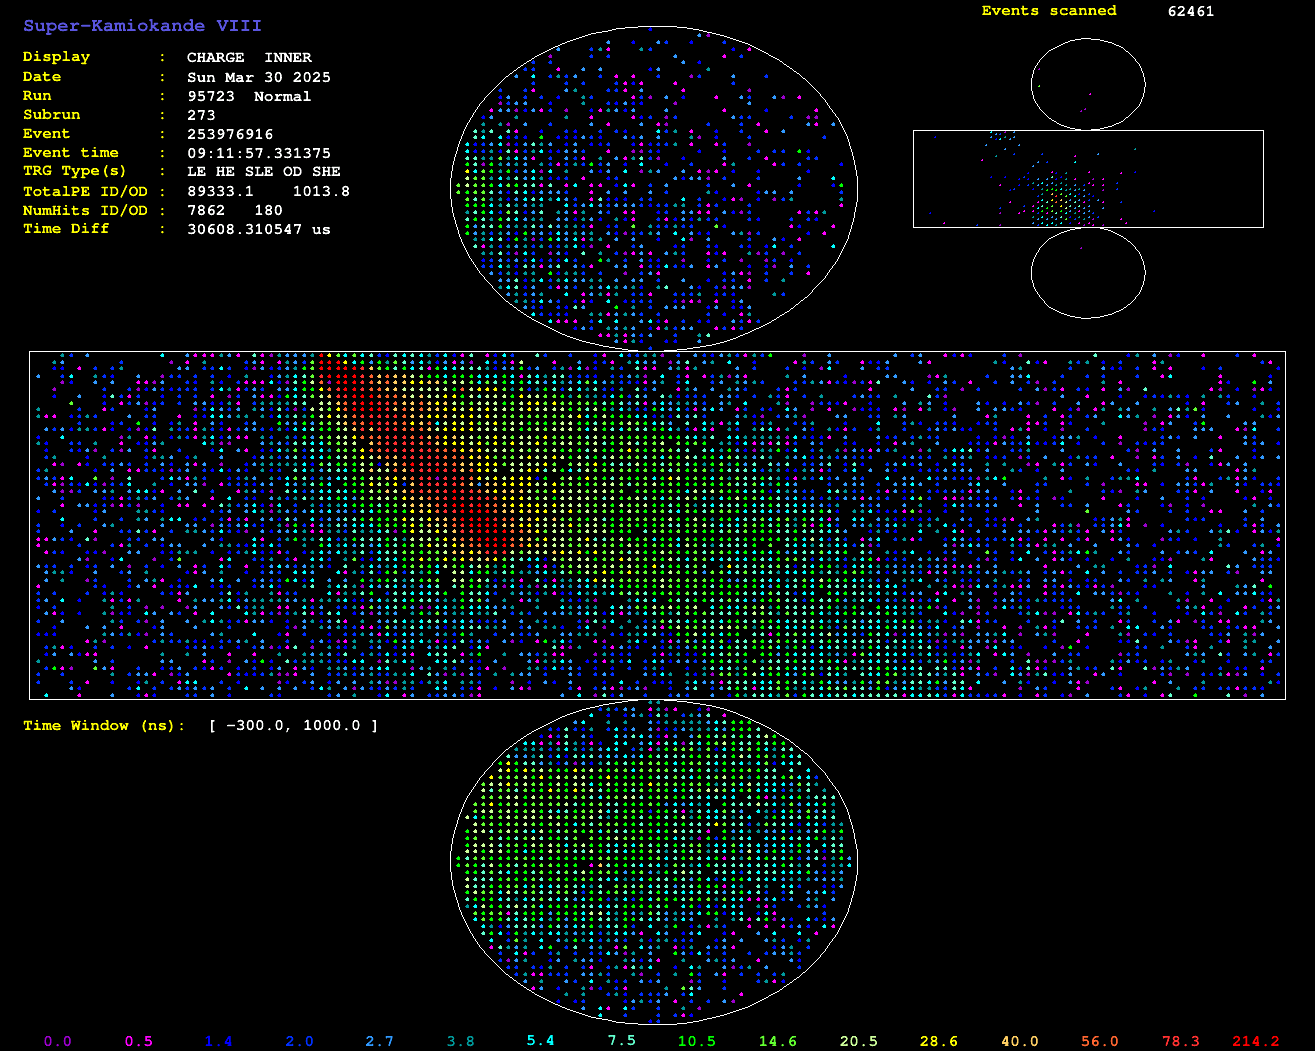 Super-Kamiokande VIII
Display : CHARGE INNER
Date : Sun Mar 30 2025
Run : 95723 Normal
Subrun : 273
Event : 253976916
Event time : 09:11:57.331375
TRG Type(s) : LE HE SLE OD SHE
TotalPE ID/OD : 89333.1 1013.8
NumHits ID/OD : 7862 180
Time Diff : 30608.310547 us
Events scanned 62461
Time Window (ns): [ -300.0, 1000.0 ]
0.0 0.5 1.4 2.0 2.7 3.8 5.4 7.5 10.5 14.6 20.5 28.6 40.0 56.0 78.3 214.2